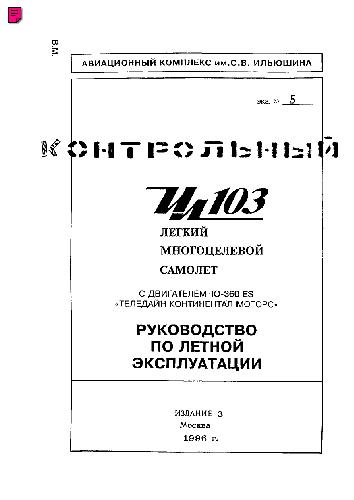 В.М.
АВИАЦИОННЫЙ КОМПЛЕКС им. С.В. ИЛЬЮШИНА
экз. № 5
КОНТРОЛЬНЫЙ
Ил 103
ЛЕГКИЙ
МНОГОЦЕЛЕВОЙ
САМОЛЕТ
С ДВИГАТЕЛЕМ IO-360 ES
«ТЕЛЕДАЙН КОНТИНЕНТАЛ МОТОРС»
РУКОВОДСТВО
ПО ЛЕТНОЙ
ЭКСПЛУАТАЦИИ
ИЗДАНИЕ 3
Москва
1996 г.